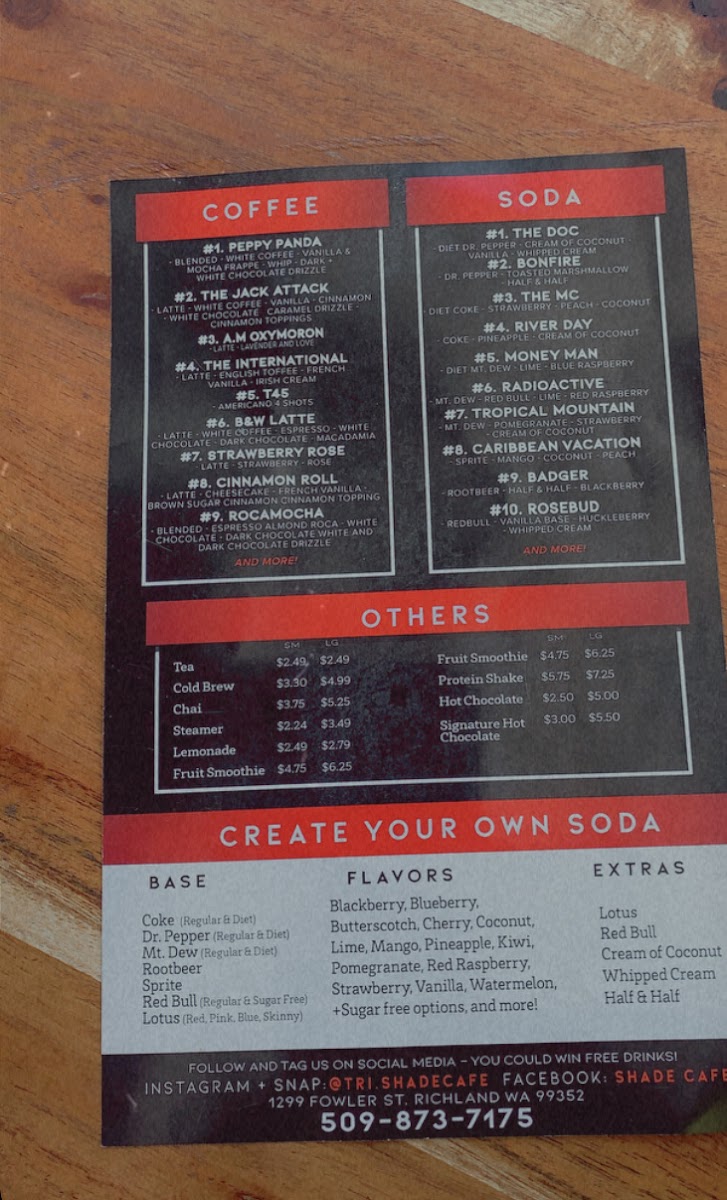 COFFEE
#1. PEPPY PANDA
- BLENDED - WHITE COFFEE - VANILLA &
MOCHA FRAPPE - WHIP - DARK +
WHITE CHOCOLATE DRIZZLE
#2. THE JACK ATTACK
- LATTE - WHITE COFFEE - VANILLA - CINNAMON
- WHITE CHOCOLATE CARAMEL DRIZZLE -
CINNAMON TOPPINGS
#3. A.M OXYMORON
- LATTE - LAVENDER AND LOVE
#4. THE INTERNATIONAL
- LATTE - ENGLISH TOFFEE - FRENCH
VANILLA - IRISH CREAM
#5. T45
- AMERICANO 4 SHOTS
#6. B&W LATTE
- LATTE - WHITE COFFEE - ESPRESSO - WHITE
CHOCOLATE - DARK CHOCOLATE - MACADAMIA
#7. STRAWBERRY ROSE
LATTE - STRAWBERRY - ROSE
#8. CINNAMON ROLL
- LATTE - CHEESECAKE - FRENCH VANILLA -
BROWN SUGAR CINNAMON CINNAMON TOPPING
#9. ROCAMOCHA
- BLENDED - ESPRESSO ALMOND ROCA - WHITE
CHOCOLATE - DARK CHOCOLATE WHITE AND
DARK CHOCOLATE DRIZZLE
AND MORE!
SODA
#1. THE DOC
- DIET DR. PEPPER - CREAM OF COCONUT
VANILLA - WHIPPED CREAM
#2. BONFIRE
- DR. PEPPER - TOASTED MARSHMALLOW
- HALF & HALF
#3. THE MC
- DIET COKE - STRAWBERRY - PEACH - COCONUT
#4. RIVER DAY
- COKE - PINEAPPLE - CREAM OF COCONUT
#5. MONEY MAN
- DIET MT. DEW - LIME - BLUE RASPBERRY
#6. RADIOACTIVE
- MT. DEW - RED BULL - LIME - RED RASPBERRY
#7. TROPICAL MOUNTAIN
- MT. DEW - POMEGRANATE - STRAWBERRY
- CREAM OF COCONUT
#8. CARIBBEAN VACATION
- SPRITE - MANGO - COCONUT - PEACH
#9. BADGER
- ROOTBEER - HALF & HALF - BLACKBERRY
#10. ROSEBUD
- REDBULL - VANILLA BASE - HUCKLEBERRY
- WHIPPED CREAM
AND MORE!
OTHERS
SM LG
Tea $2.49 $2.49
Cold Brew $3.30 $4.99
Chai $3.75 $5.25
Steamer $2.24 $3.49
Lemonade $2.49 $2.79
Fruit Smoothie $4.75 $6.25
SM LG
Fruit Smoothie $4.75 $6.25
Protein Shake $5.75 $7.25
Hot Chocolate $2.50 $5.00
Signature Hot $3.00 $5.50
Chocolate
CREATE YOUR OWN SODA
BASE
Coke (Regular & Diet)
Dr. Pepper (Regular & Diet)
Mt. Dew (Regular & Diet)
Rootbeer
Sprite
Red Bull (Regular & Sugar Free)
Lotus (Red, Pink, Blue, Skinny)
FLAVORS
Blackberry, Blueberry,
Butterscotch, Cherry, Coconut,
Lime, Mango, Pineapple, Kiwi,
Pomegranate, Red Raspberry,
Strawberry, Vanilla, Watermelon,
+Sugar free options, and more!
EXTRAS
Lotus
Red Bull
Cream of Coconut
Whipped Cream
Half & Half
FOLLOW AND TAG US ON SOCIAL MEDIA - YOU COULD WIN FREE DRINKS!
INSTAGRAM + SNAP: @TRI.SHADECAFE FACEBOOK: SHADE CAFE
1299 FOWLER ST. RICHLAND WA 99352
509-873-7175